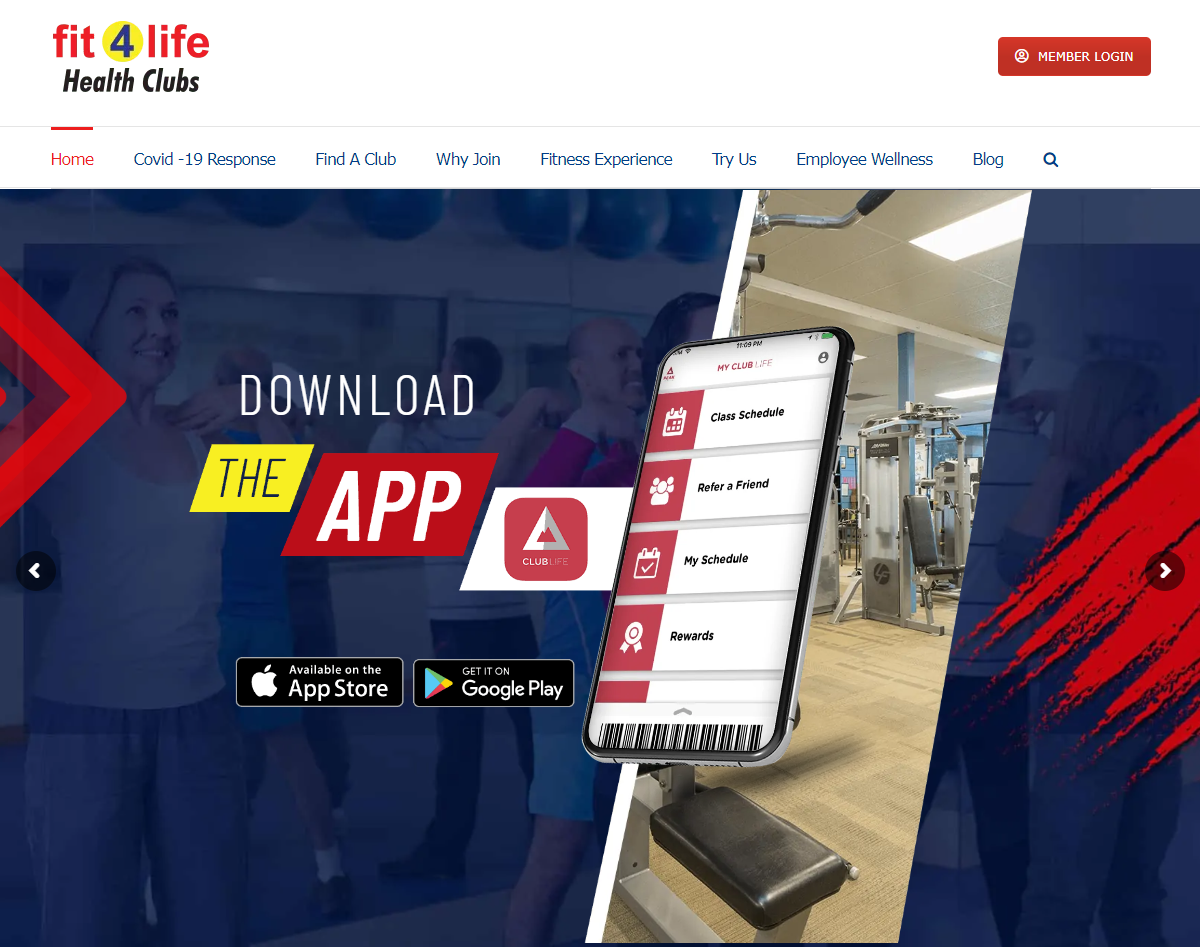 fit 4 life
Health Clubs
MEMBER LOGIN
Home
Covid -19 Response
Find A Club
Why Join
Fitness Experience
Try Us
Employee Wellness
Blog
DOWNLOAD
THE
APP
CLUBLIFE
Available on the
App Store
GET IT ON
Google Play
11:09 PM
MY CLUB LIFE
Class Schedule
Refer a Friend
My Schedule
Rewards